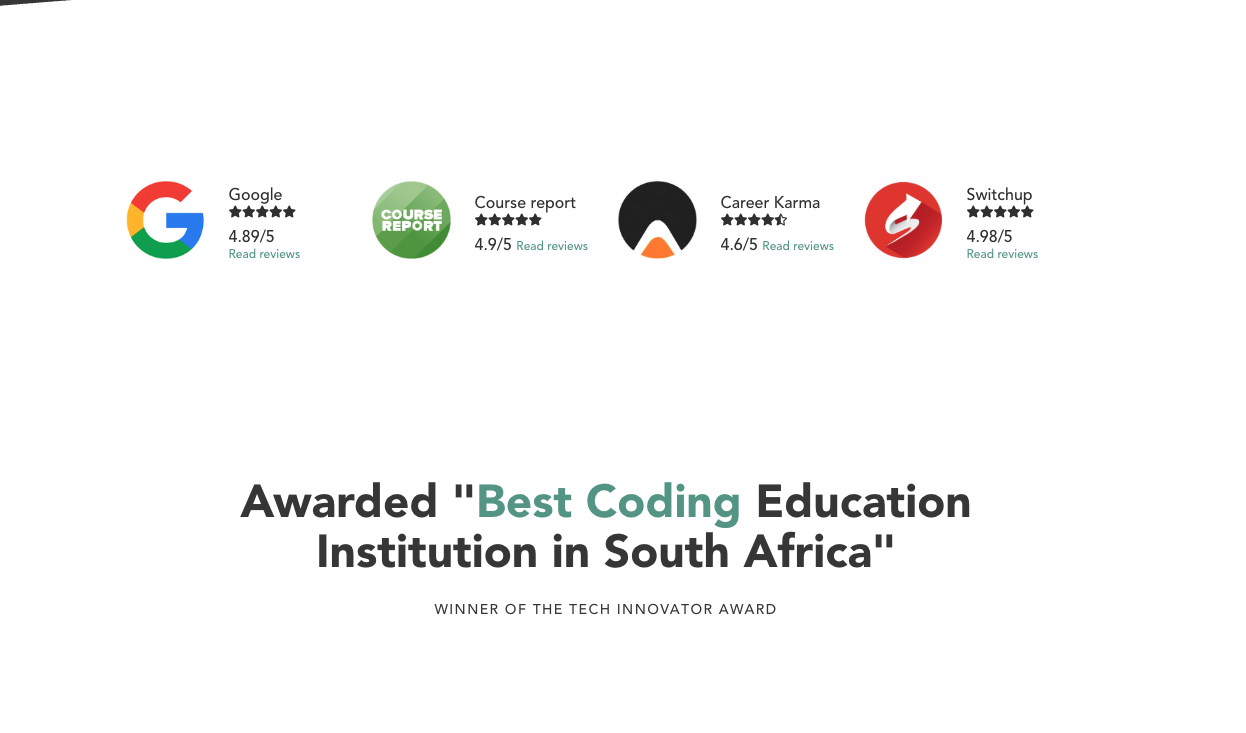 Google
4.89/5
Read reviews
COURSE
REPORT
Course report
4.9/5 Read reviews
Career Karma
4.6/5 Read reviews
Switchup
4.98/5
Read reviews
Awarded "Best Coding Education
Institution in South Africa"
WINNER OF THE TECH INNOVATOR AWARD